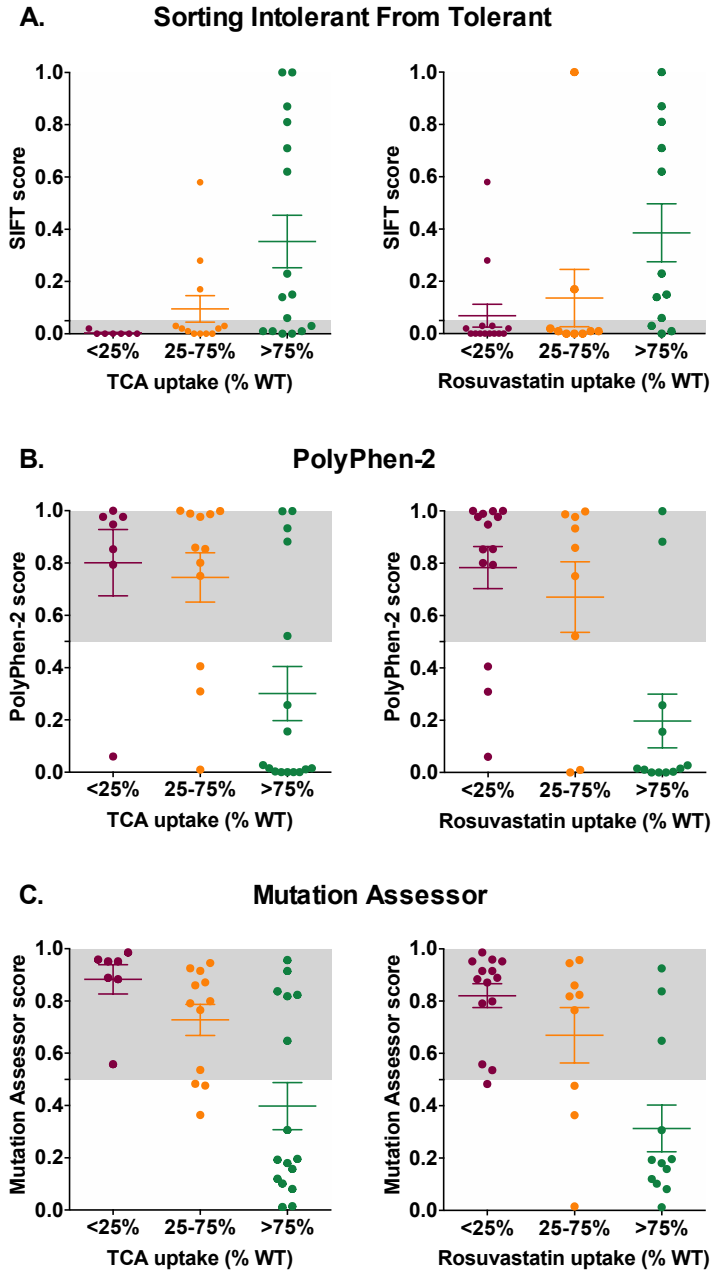 A. Sorting Intolerant From Tolerant
SIFT score
1.0
0.8
0.6
0.4
0.2
0.0
<25% 25-75% >75%
TCA uptake (% WT)
SIFT score
1.0
0.8
0.6
0.4
0.2
0.0
<25% 25-75% >75%
Rosuvastatin uptake (% WT)
B. PolyPhen-2
PolyPhen-2 score
1.0
0.8
0.6
0.4
0.2
0.0
<25% 25-75% >75%
TCA uptake (% WT)
PolyPhen-2 score
1.0
0.8
0.6
0.4
0.2
0.0
<25% 25-75% >75%
Rosuvastatin uptake (% WT)
C. Mutation Assessor
Mutation Assessor score
1.0
0.8
0.6
0.4
0.2
0.0
<25% 25-75% >75%
TCA uptake (% WT)
Mutation Assessor score
1.0
0.8
0.6
0.4
0.2
0.0
<25% 25-75% >75%
Rosuvastatin uptake (% WT)